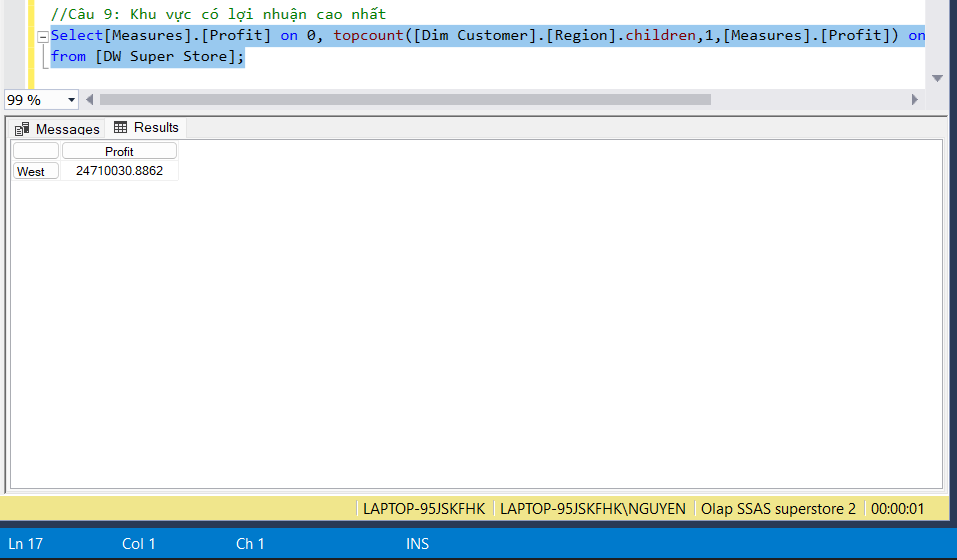 //Câu 9: Khu vực có lợi nhuận cao nhất
Select[Measures].[Profit] on 0, topcount([Dim Customer].[Region].children,1,[Measures].[Profit]) on
from [DW Super Store];
99 %
Messages Results
Profit
West 24710030.8862
LAPTOP-95JSKFHK LAPTOP-95JSKFHK\NGUYEN Olap SSAS superstore 2 00:00:01
Ln 17 Col 1 Ch 1 INS